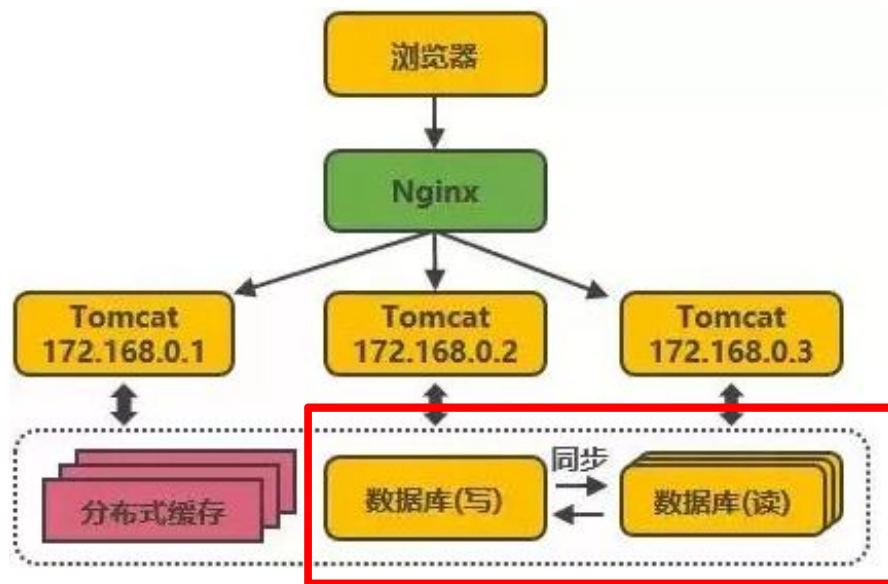 浏览器
Nginx
Tomcat
172.168.0.1
Tomcat
172.168.0.2
Tomcat
172.168.0.3
分布式缓存
数据库(写)
同步
数据库(读)